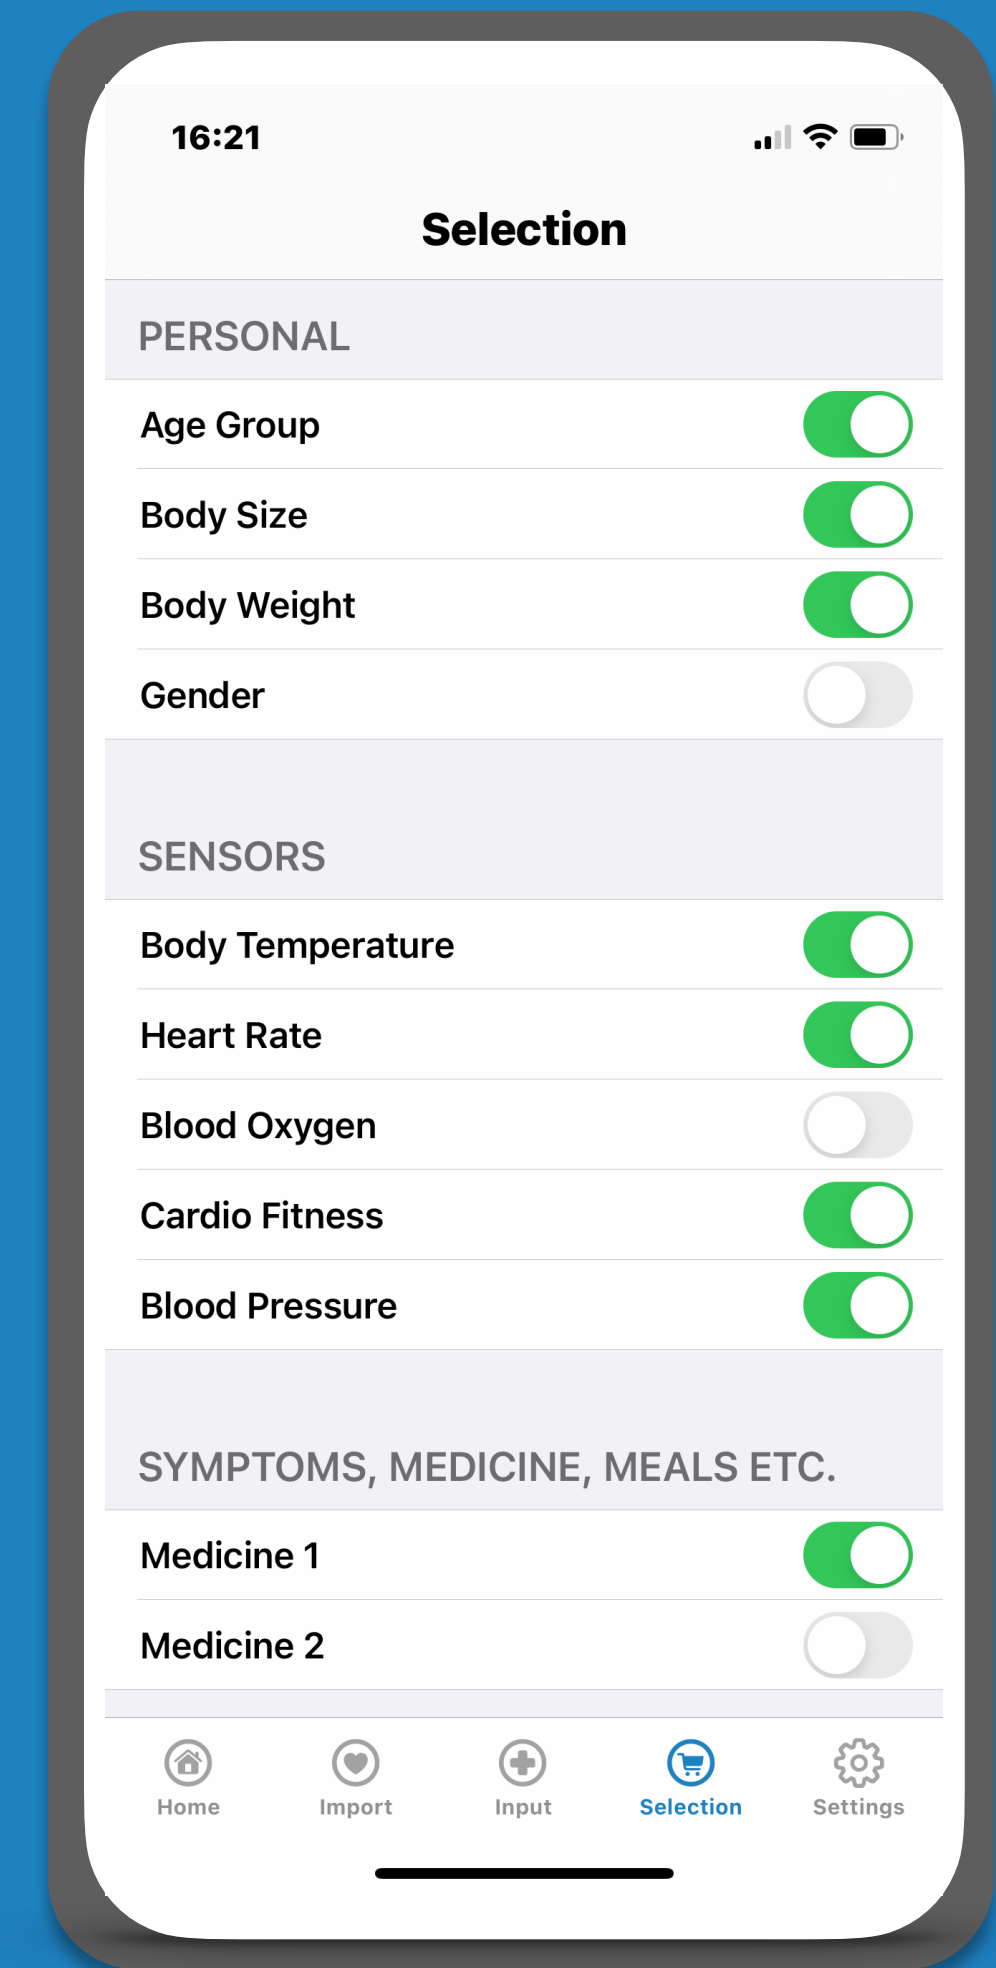 16:21
Selection
PERSONAL
Age Group
Body Size
Body Weight
Gender
SENSORS
Body Temperature
Heart Rate
Blood Oxygen
Cardio Fitness
Blood Pressure
SYMPTOMS, MEDICINE, MEALS ETC.
Medicine 1
Medicine 2
Home Import Input Selection Settings